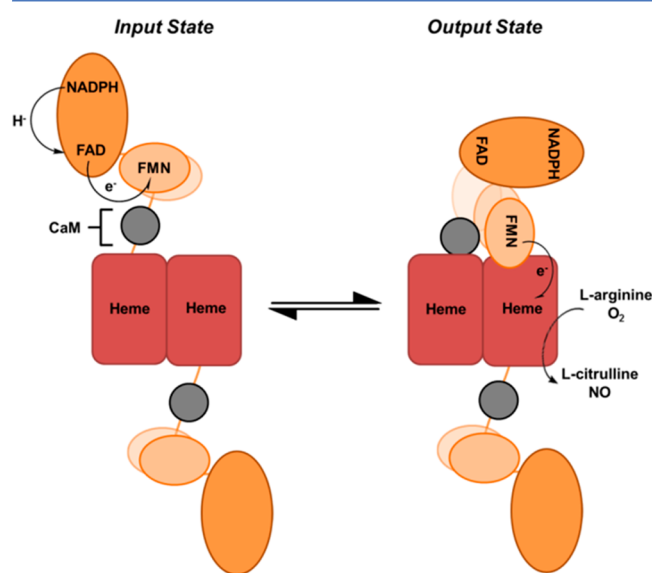 Input State
Output State
NADPH
H-
FAD
FMN
e-
CaM
Heme
Heme
FAD
NADPH
FMN
e-
Heme
Heme
L-arginine
O2
L-citrulline
NO